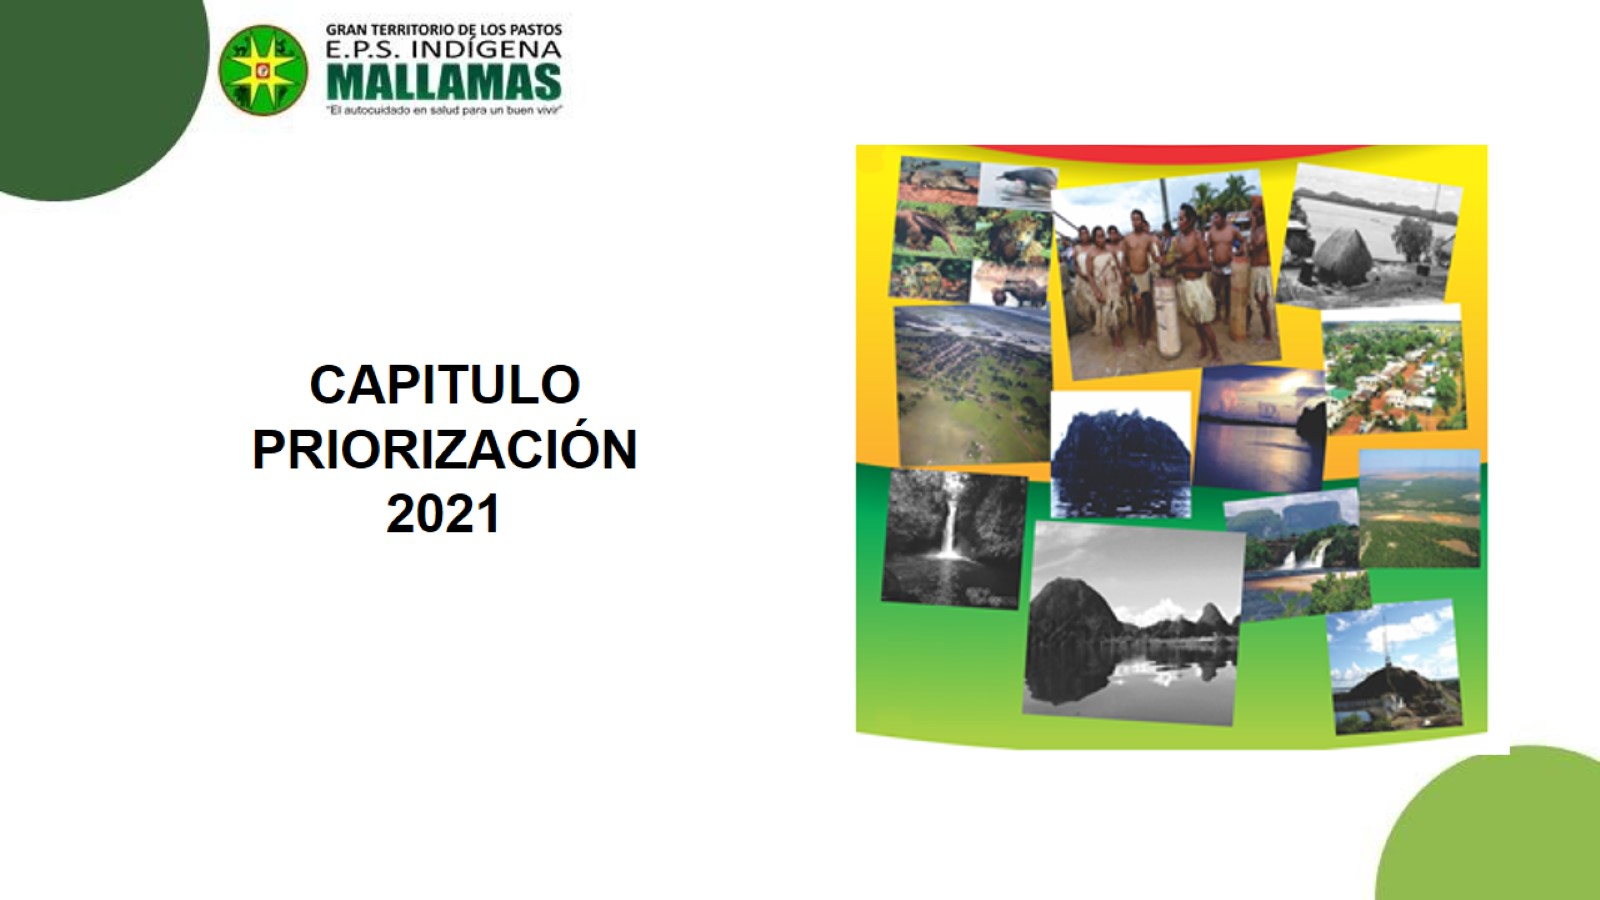 GRAN TERRITORIO DE LOS PASTOS
E.P.S. INDÍGENA
MALLAMAS
"El autocuidado en salud para un buen vivir"
CAPITULO
PRIORIZACIÓN
2021